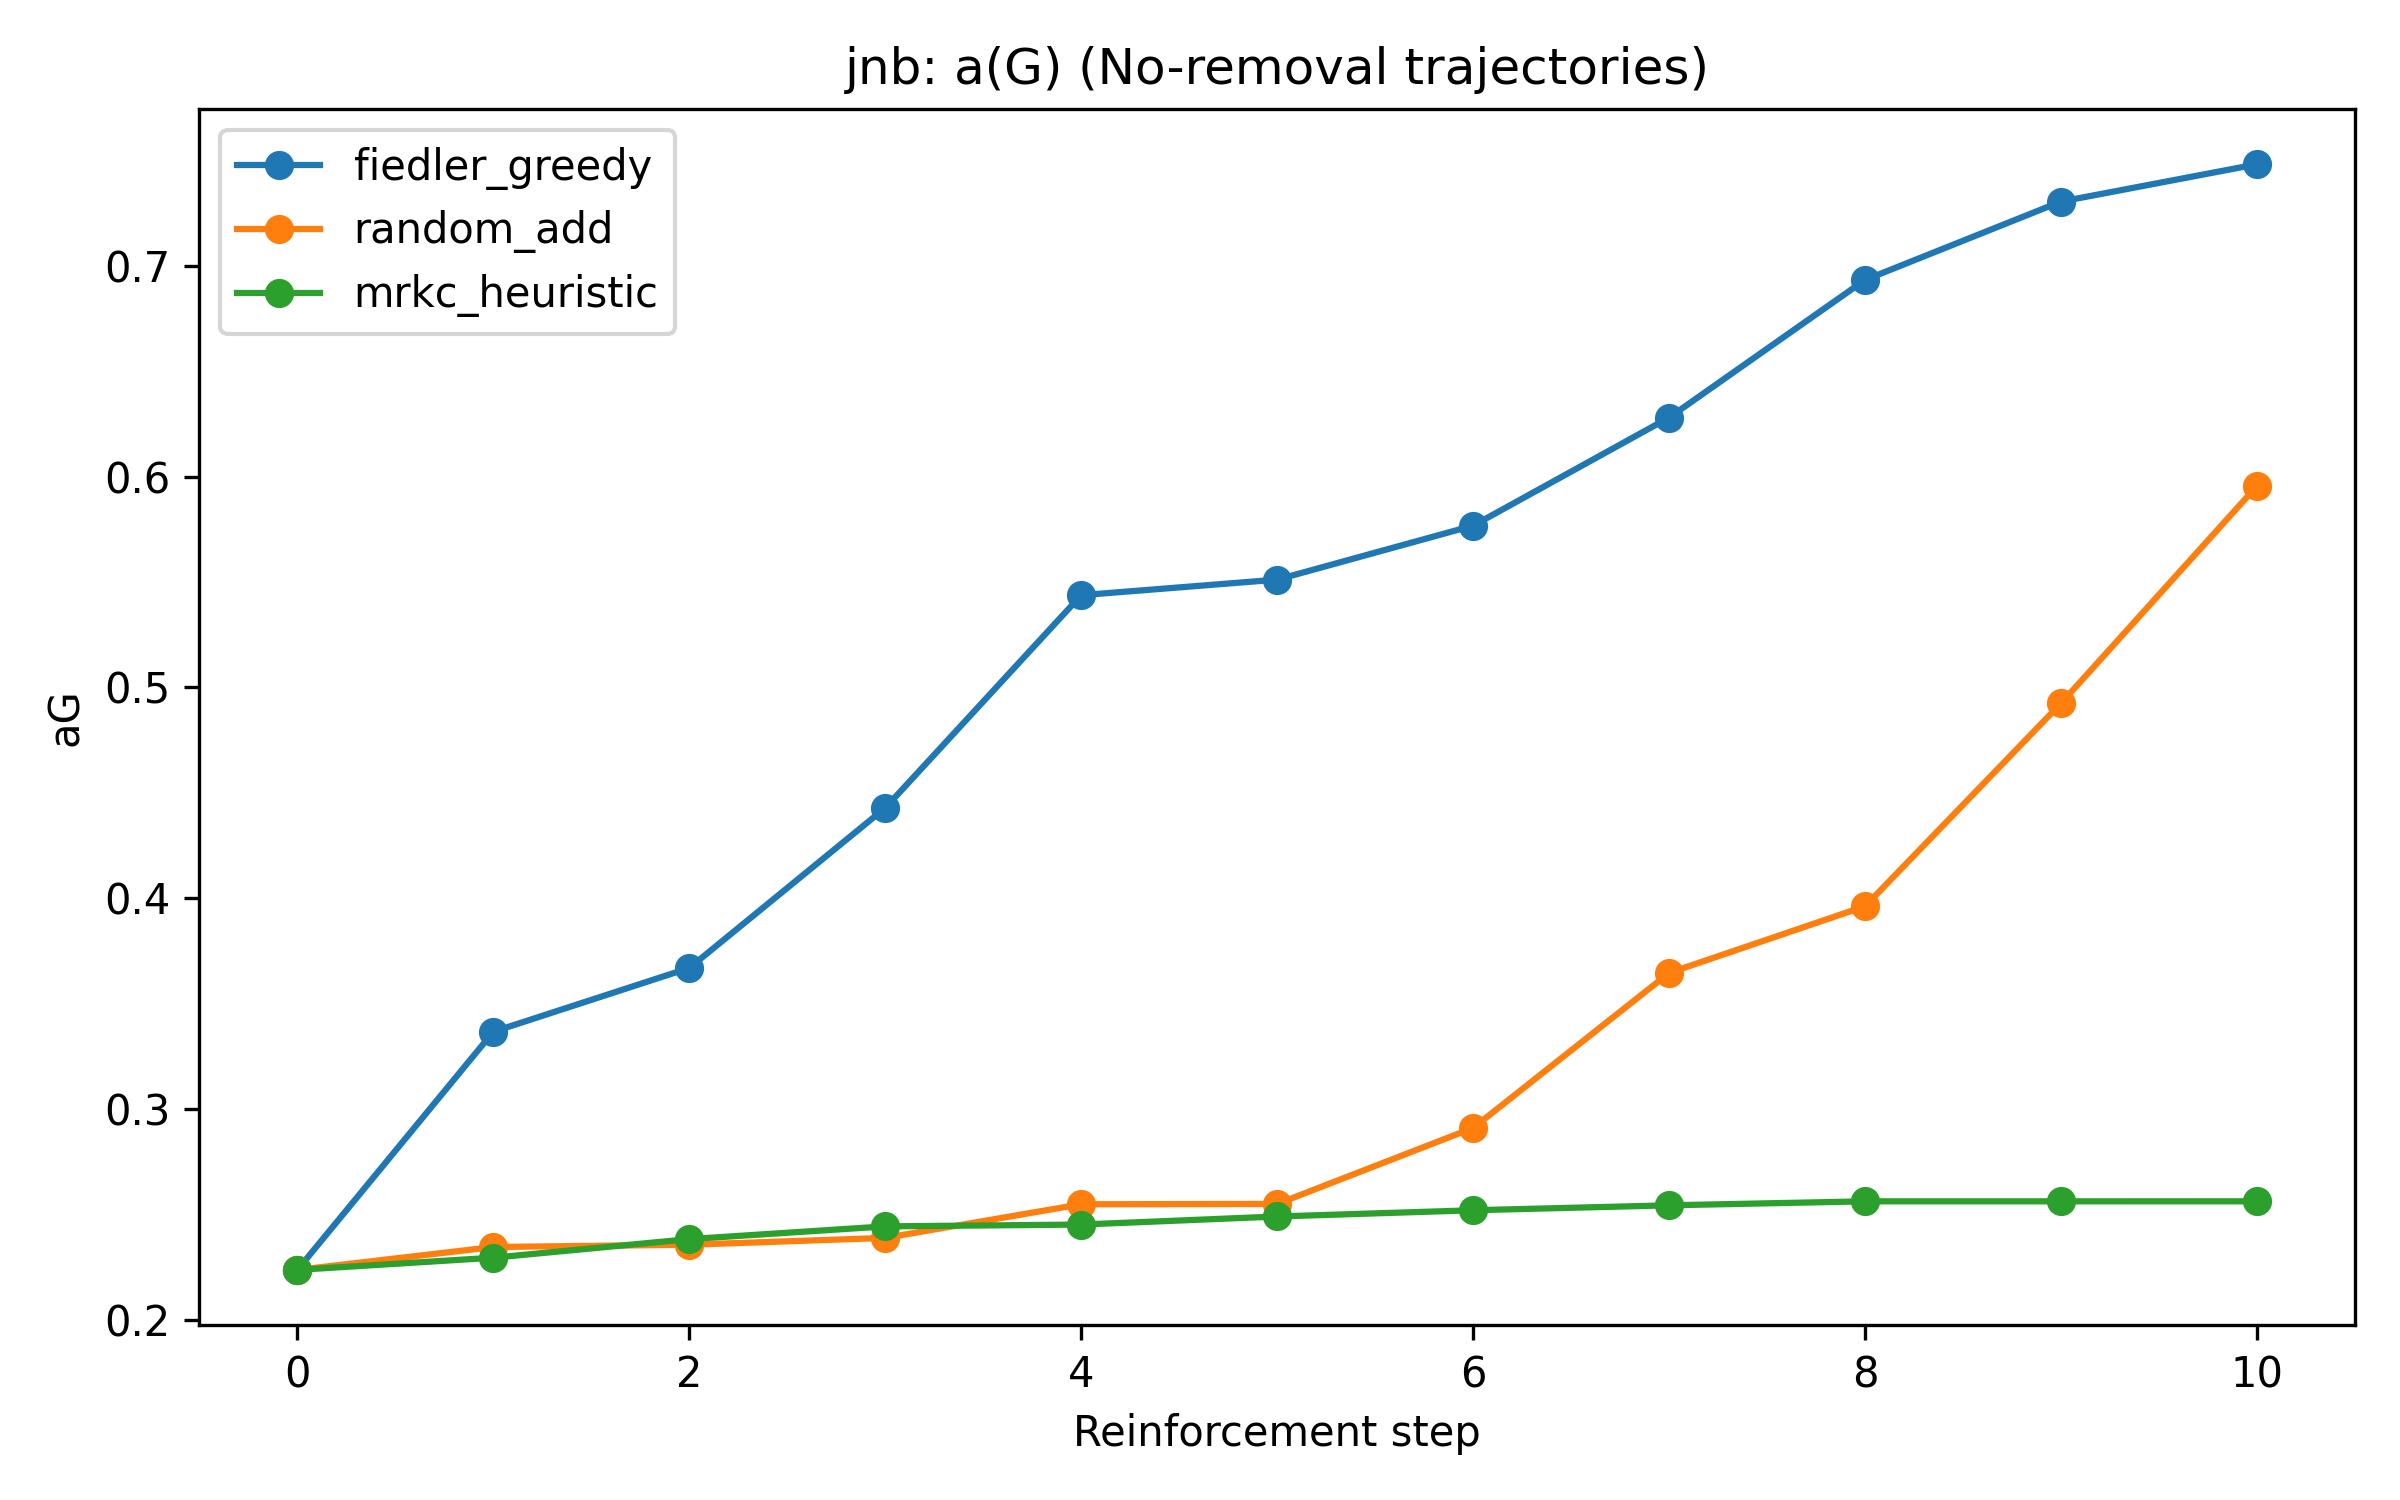 jnb: a(G) (No-removal trajectories)
fiedler_greedy
random_add
mrkc_heuristic
aG
0.7
0.6
0.5
0.4
0.3
0.2
0 2 4 6 8 10
Reinforcement step